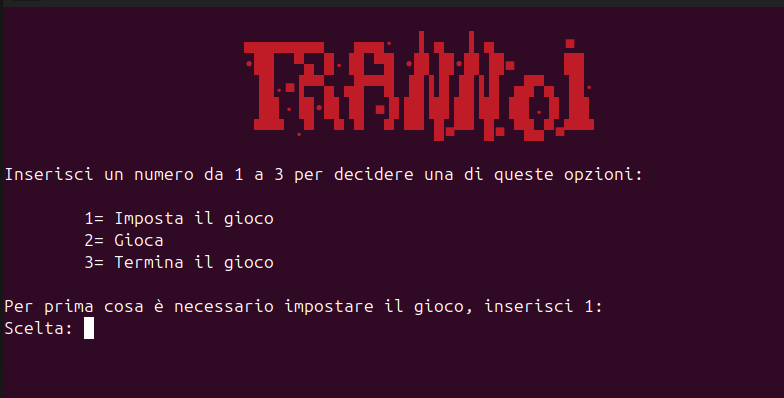 TRANNoi
Inserisci un numero da 1 a 3 per decidere una di queste opzioni:
1= Imposta il gioco
2= Gioca
3= Termina il gioco
Per prima cosa è necessario impostare il gioco, inserisci 1:
Scelta: